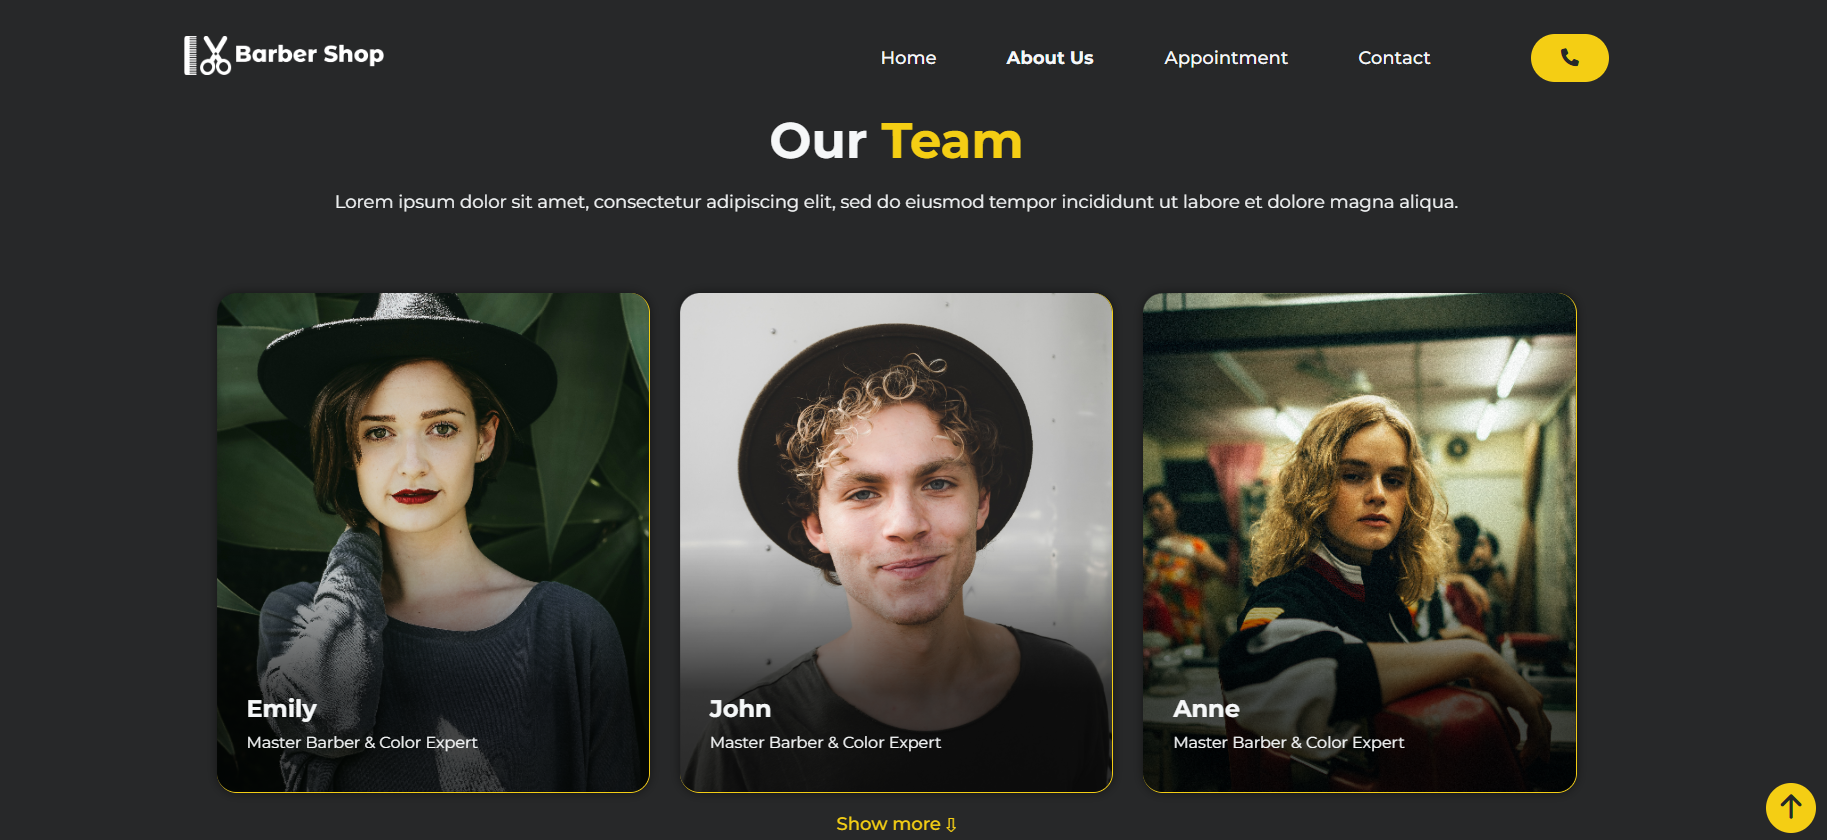 Barber Shop
Home About Us Appointment Contact
Our Team
Lorem ipsum dolor sit amet, consectetur adipiscing elit, sed do eiusmod tempor incididunt ut labore et dolore magna aliqua.
Emily
Master Barber & Color Expert
John
Master Barber & Color Expert
Anne
Master Barber & Color Expert
Show more ⇩